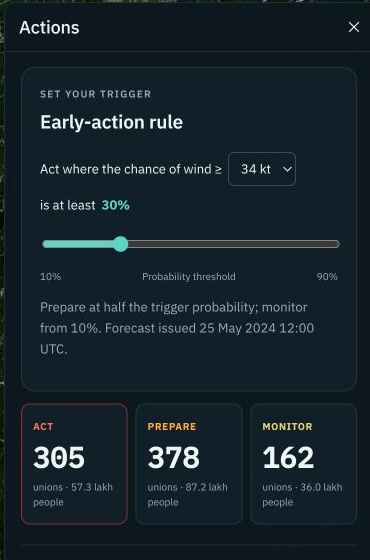 Actions
SET YOUR TRIGGER
Early-action rule
Act where the chance of wind ≥ 34 kt
is at least 30%
10% Probability threshold 90%
Prepare at half the trigger probability; monitor
from 10%. Forecast issued 25 May 2024 12:00
UTC.
ACT
305
unions · 57.3 lakh
people
PREPARE
378
unions · 87.2 lakh
people
MONITOR
162
unions · 36.0 lakh
people